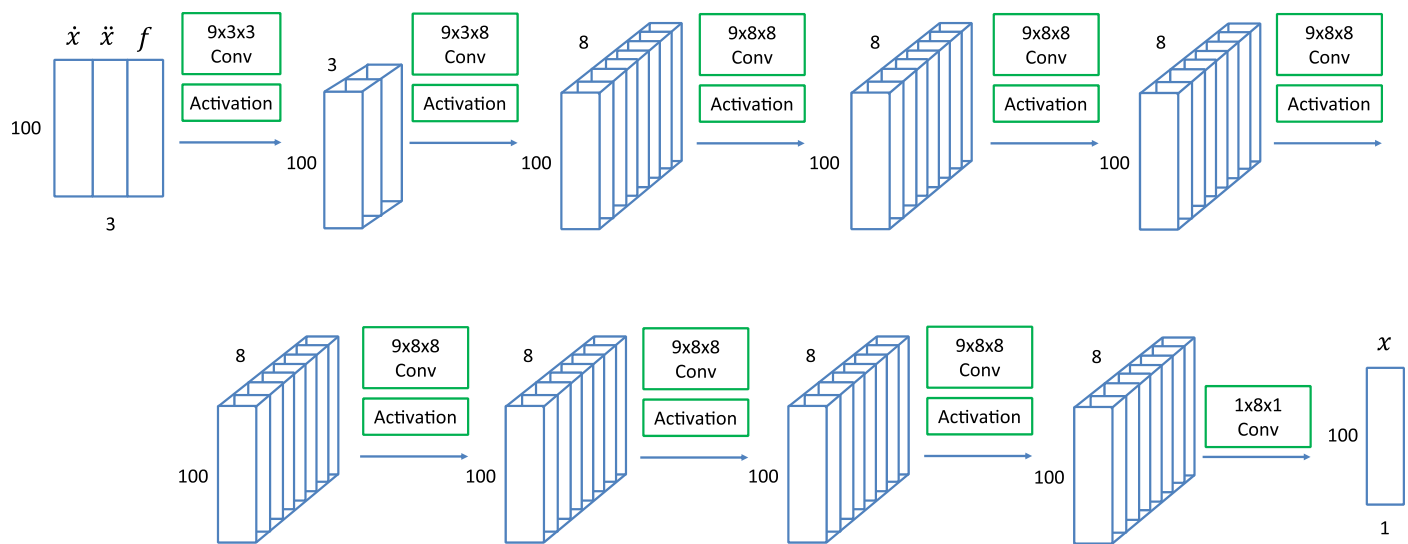 ẋ ẍ f
9x3x3
Conv
Activation
100
3
3
100
9x3x8
Conv
Activation
8
100
9x8x8
Conv
Activation
8
100
9x8x8
Conv
Activation
8
100
9x8x8
Conv
Activation
8
100
9x8x8
Conv
Activation
8
100
9x8x8
Conv
Activation
8
100
9x8x8
Conv
Activation
8
100
1x8x1
Conv
x
100
1